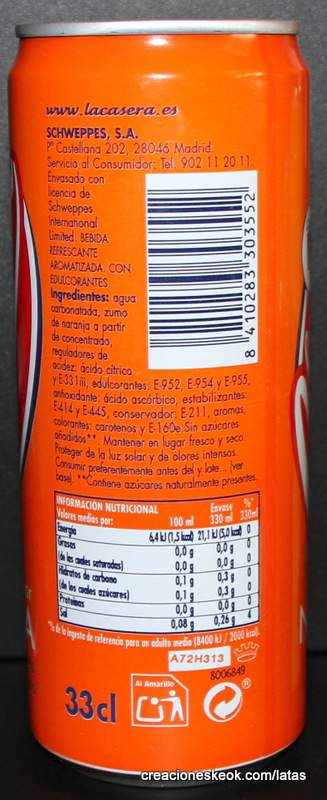 www.lacasera.es
SCHWEPPES, S.A.
Pº Castellana 202, 28046 Madrid.
Servicio al Consumidor: Tel. 902 11 20 11.
Envasado con
licencia de
Schweppes
International
Limited. BEBIDA
REFRESCANTE
AROMATIZADA CON
EDULCORANTES.
Ingredientes: agua
carbonatada, zumo
de naranja a partir
de concentrado,
reguladores de
acidez: ácido cítrico
y E-331iii, edulcorantes: E-952, E-954 y E-955,
antioxidante: ácido ascórbico, estabilizantes:
E-414 y E-445, conservador: E-211, aromas,
colorantes: carotenos y E-160e. Sin azúcares
añadidos**. Mantener en lugar fresco y seco.
Proteger de la luz solar y de olores intensos.
Consumir preferentemente antes del y lote... (ver
base). **Contiene azúcares naturalmente presentes.
8 410283 303552
INFORMACIÓN NUTRICIONAL
Valores medios por: 100 ml Envase 330 ml %* 330ml
Energía 6,4 kJ (1,5 kcal) 21,1 kJ (5,0 kcal) 0
Grasas 0,0 g 0,0 g 0
(de las cuales saturadas) 0,0 g 0,0 g 0
Hidratos de carbono 0,1 g 0,3 g 0
(de los cuales azúcares) 0,1 g 0,3 g 0
Proteínas 0,0 g 0,0 g 0
Sal 0,08 g 0,26 g 4
*% de la ingesta de referencia para un adulto medio (8400 kJ / 2000 kcal).
A72H313
8006849
33 cl
Al Amarillo
®
creacioneskeok.com/latas